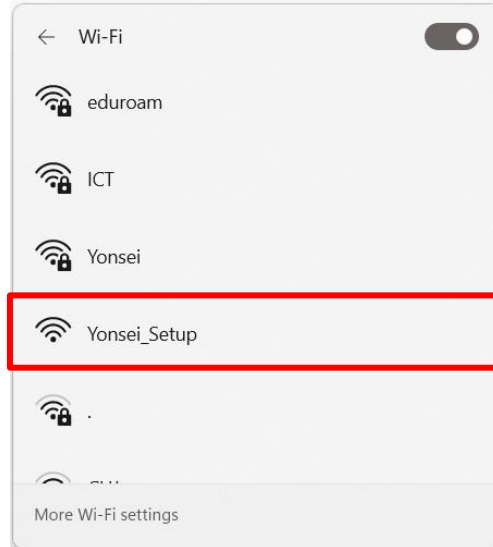 Wi-Fi
eduroam
ICT
Yonsei
Yonsei_Setup
.
More Wi-Fi settings